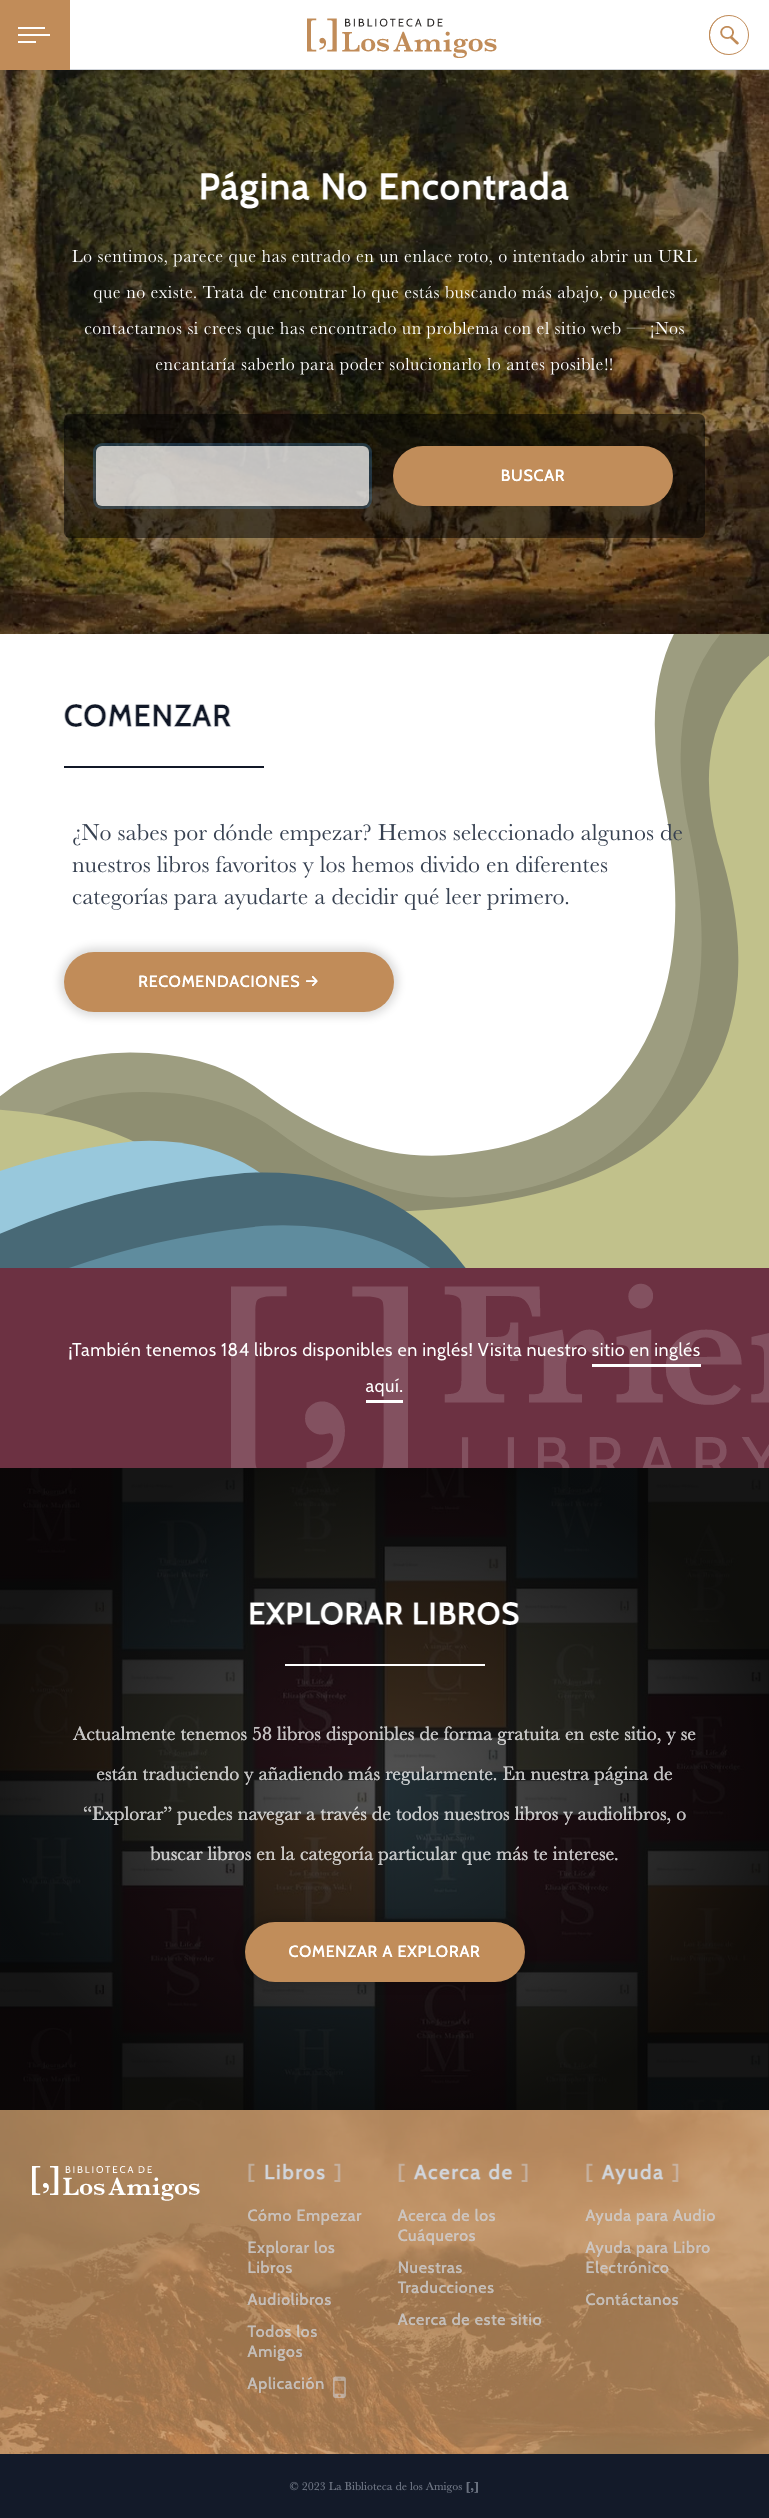 BIBLIOTECA DE
[,] Los Amigos
Página No Encontrada
Lo sentimos, parece que has entrado en un enlace roto, o intentado abrir un URL
que no existe. Trata de encontrar lo que estás buscando más abajo, o puedes
contactarnos si crees que has encontrado un problema con el sitio web — ¡Nos
encantaría saberlo para poder solucionarlo lo antes posible!!
BUSCAR
COMENZAR
¿No sabes por dónde empezar? Hemos seleccionado algunos de
nuestros libros favoritos y los hemos divido en diferentes
categorías para ayudarte a decidir qué leer primero.
RECOMENDACIONES →
[,] Frien
LIBRARY
¡También tenemos 184 libros disponibles en inglés! Visita nuestro sitio en inglés
aquí.
EXPLORAR LIBROS
Actualmente tenemos 58 libros disponibles de forma gratuita en este sitio, y se
están traduciendo y añadiendo más regularmente. En nuestra página de
“Explorar” puedes navegar a través de todos nuestros libros y audiolibros, o
buscar libros en la categoría particular que más te interese.
COMENZAR A EXPLORAR
BIBLIOTECA DE
[,] Los Amigos
[ Libros ]
Cómo Empezar
Explorar los
Libros
Audiolibros
Todos los
Amigos
Aplicación
[ Acerca de ]
Acerca de los
Cuáqueros
Nuestras
Traducciones
Acerca de este sitio
[ Ayuda ]
Ayuda para Audio
Ayuda para Libro
Electrónico
Contáctanos
© 2023 La Biblioteca de los Amigos [,]